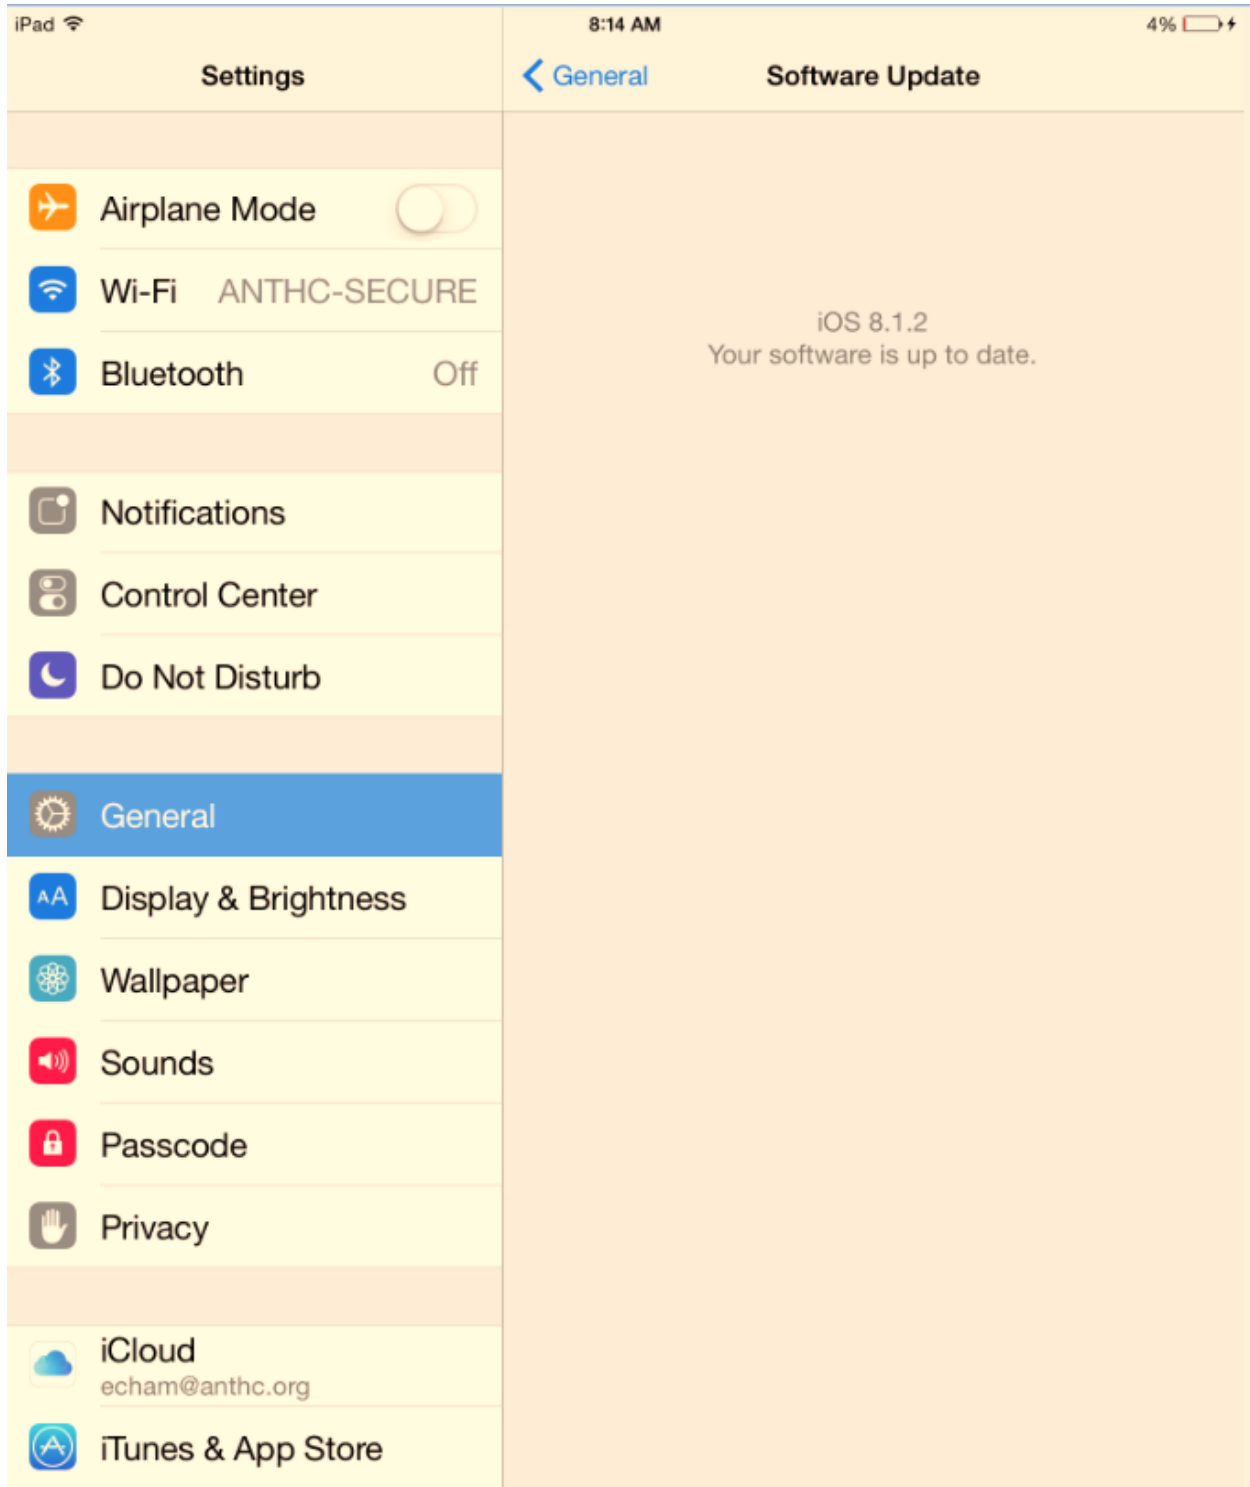 iPad 8:14 AM 4%
Settings
General Software Update
Airplane Mode
Wi-Fi ANTHC-SECURE
Bluetooth Off
Notifications
Control Center
Do Not Disturb
General
AA Display & Brightness
Wallpaper
Sounds
Passcode
Privacy
iCloud
echam@anthc.org
iTunes & App Store
iOS 8.1.2
Your software is up to date.